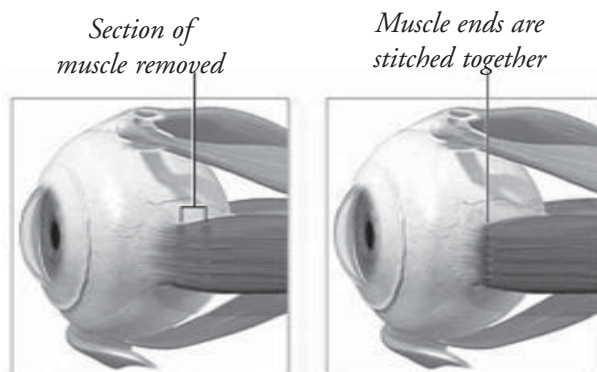 Section of
muscle removed
Muscle ends are
stitched together